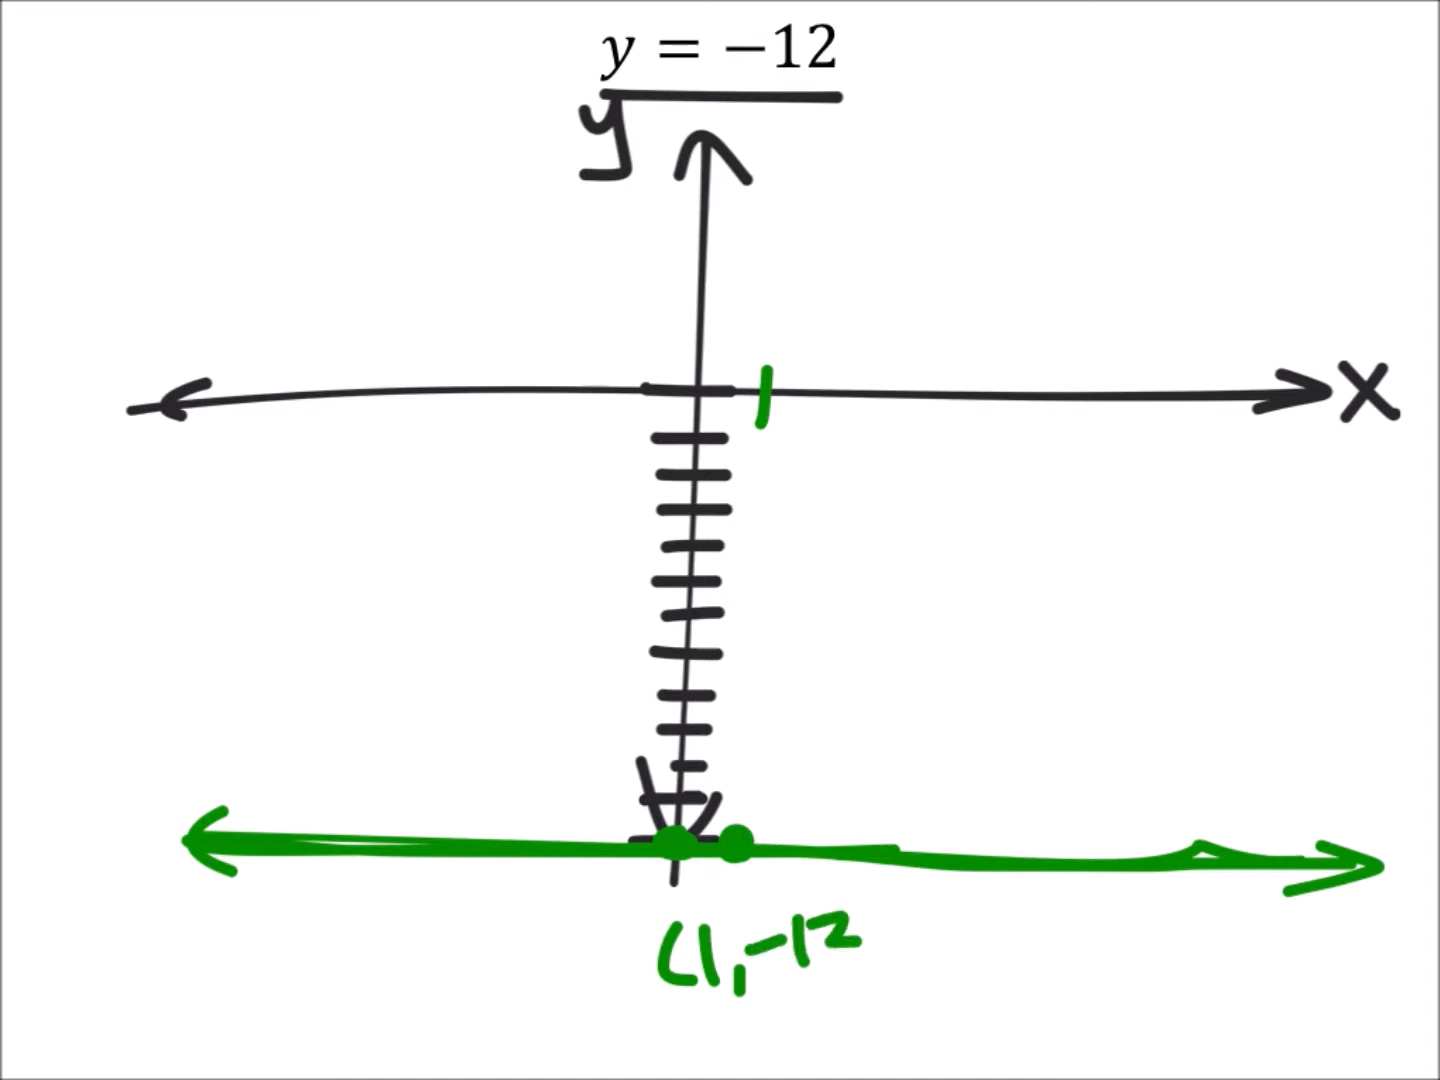 y = −12
y
x
(1,-12